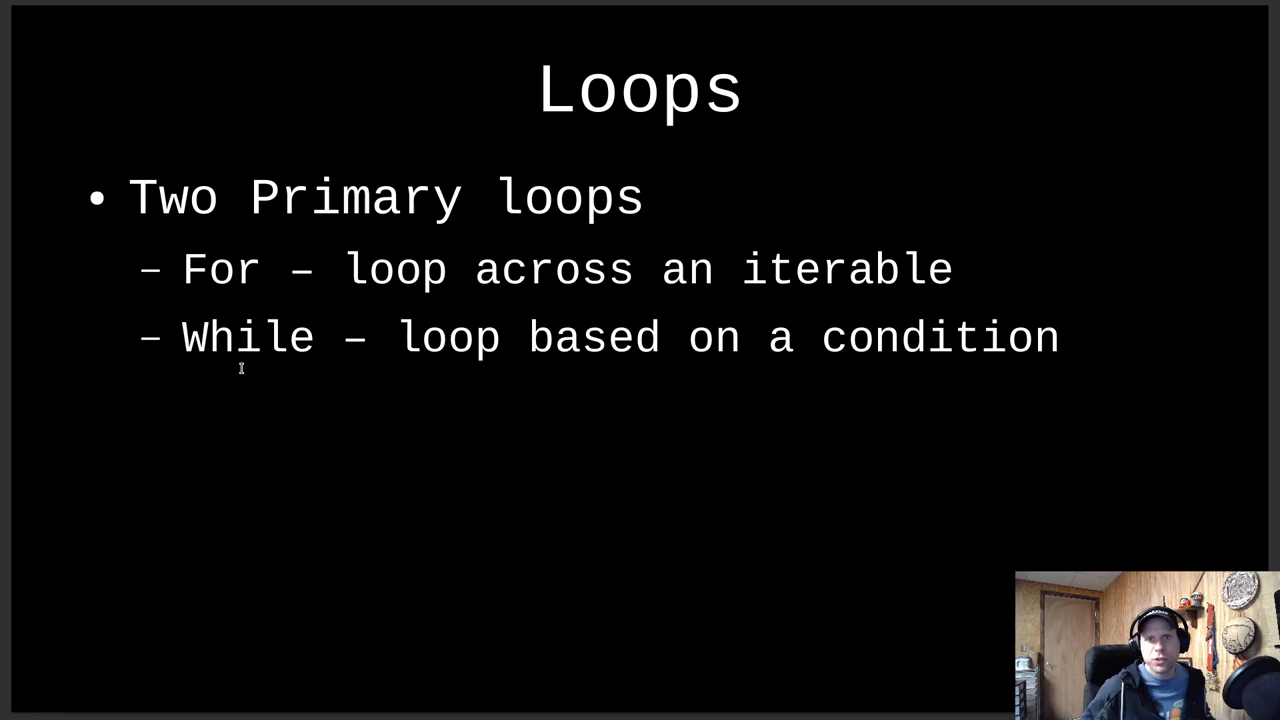 Loops
• Two Primary loops
– For – loop across an iterable
– While – loop based on a condition